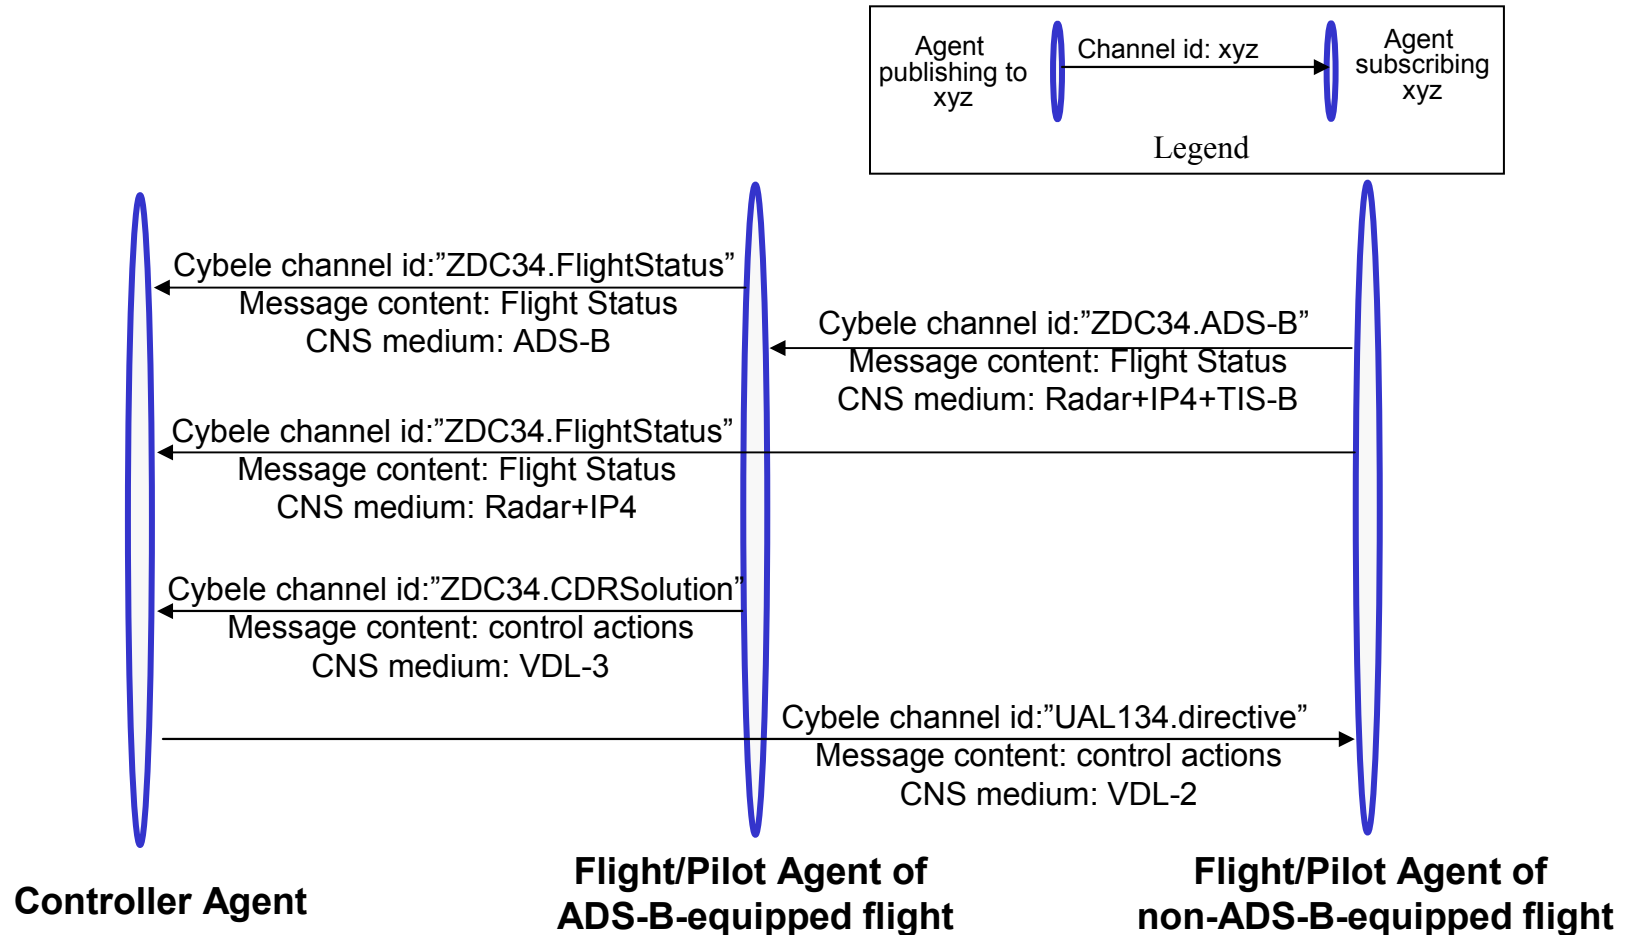 Agent
publishing to
xyz
Channel id: xyz
Agent
subscribing
xyz
Legend
Cybele channel id:”ZDC34.FlightStatus”
Message content: Flight Status
CNS medium: ADS-B
Cybele channel id:”ZDC34.ADS-B”
Message content: Flight Status
CNS medium: Radar+IP4+TIS-B
Cybele channel id:”ZDC34.FlightStatus”
Message content: Flight Status
CNS medium: Radar+IP4
Cybele channel id:”ZDC34.CDRSolution”
Message content: control actions
CNS medium: VDL-3
Cybele channel id:”UAL134.directive”
Message content: control actions
CNS medium: VDL-2
Controller Agent
Flight/Pilot Agent of
ADS-B-equipped flight
Flight/Pilot Agent of
non-ADS-B-equipped flight